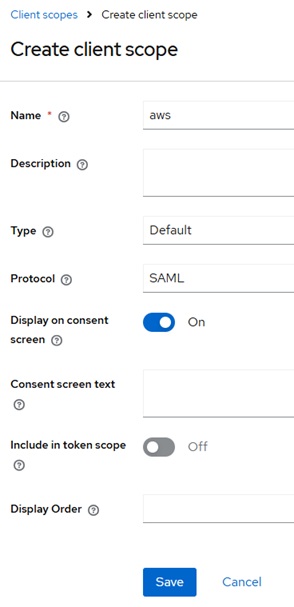 Client scopes > Create client scope
Create client scope
Name * aws
Description
Type Default
Protocol SAML
Display on consent
screen On
Consent screen text
Include in token scope Off
Display Order
Save Cancel